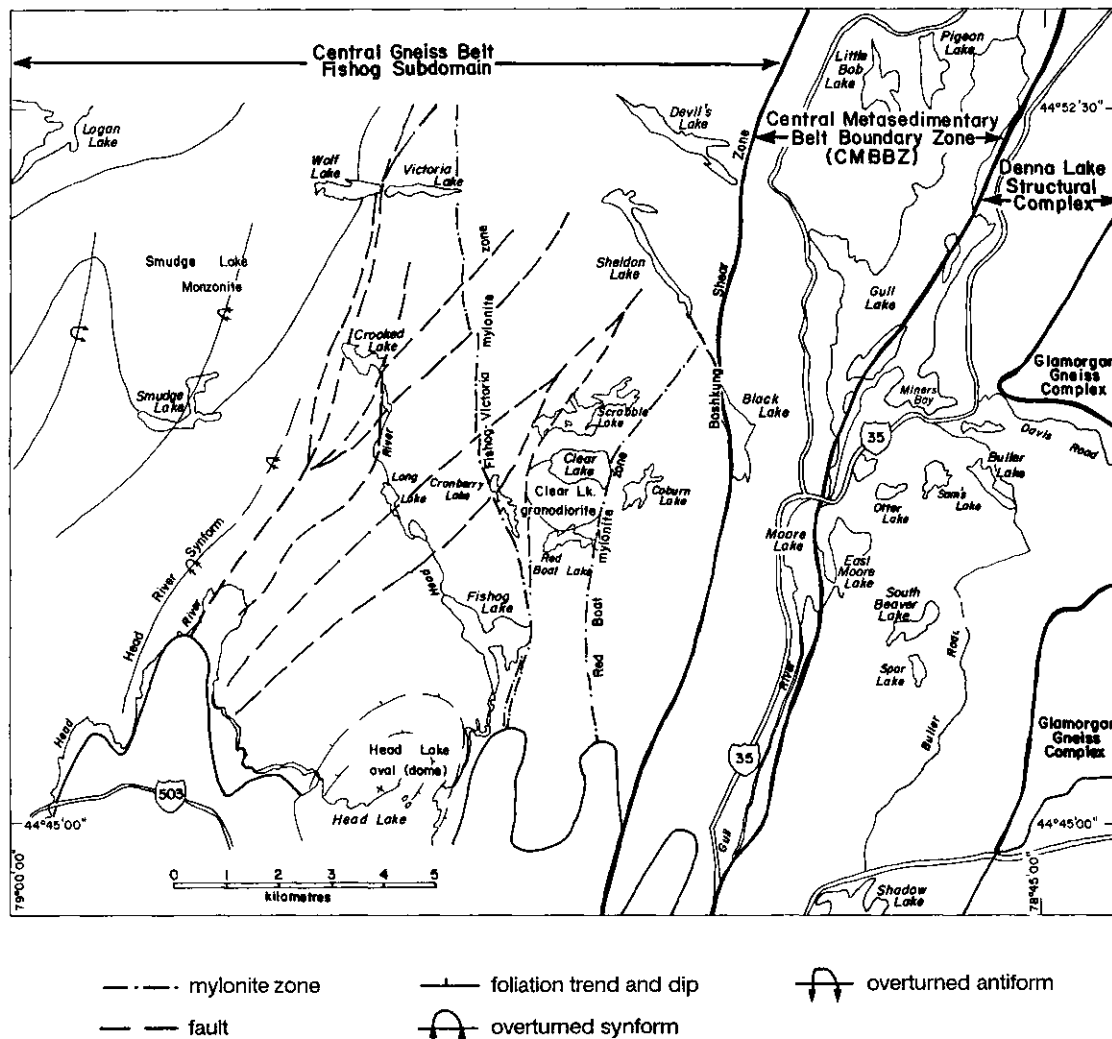 Central Gneiss Belt
Fishog Subdomain
Little
Bob
Lake
Pigeon
Lake
44°52'30"
Logan
Lake
Devil's
Lake
Central Metasedimentary
Belt Boundary Zone
(CMBBZ)
Denna Lake
Structural
Complex
Wolf
Lake
Victoria
Lake
Smudge Lake
Monzonite
Sheldon
Lake
Gull
Lake
Crooked
Lake
Smudge
Lake
Fishog-Victoria mylonite zone
Bashkung Shear Zone
Glamorgan
Gneiss
Complex
Miners
Bay
Black
Lake
Scrabble
Lake
35
Davis Road
Clear
Lake
Clear Lk.
granodiorite
Coburn
Lake
Buller
Lake
Sam's
Lake
Otter
Lake
Long
Lake
Cranberry
Lake
Head River
Red
Boat Lake
Moore
Lake
East
Moore
Lake
Head River Synform
River
Fishog
Lake
South
Beaver
Lake
Red Boat mylonite zone
Spar
Lake
Buller Road
Head
Head Lake
oval (dome)
Head Lake
503
35
Gull River
Glamorgan
Gneiss
Complex
44°45'00"
44°45'00"
79°00'00"
78°45'00"
0 1 2 3 4 5
kilometres
Shadow
Lake
mylonite zone
foliation trend and dip
overturned antiform
fault
overturned synform